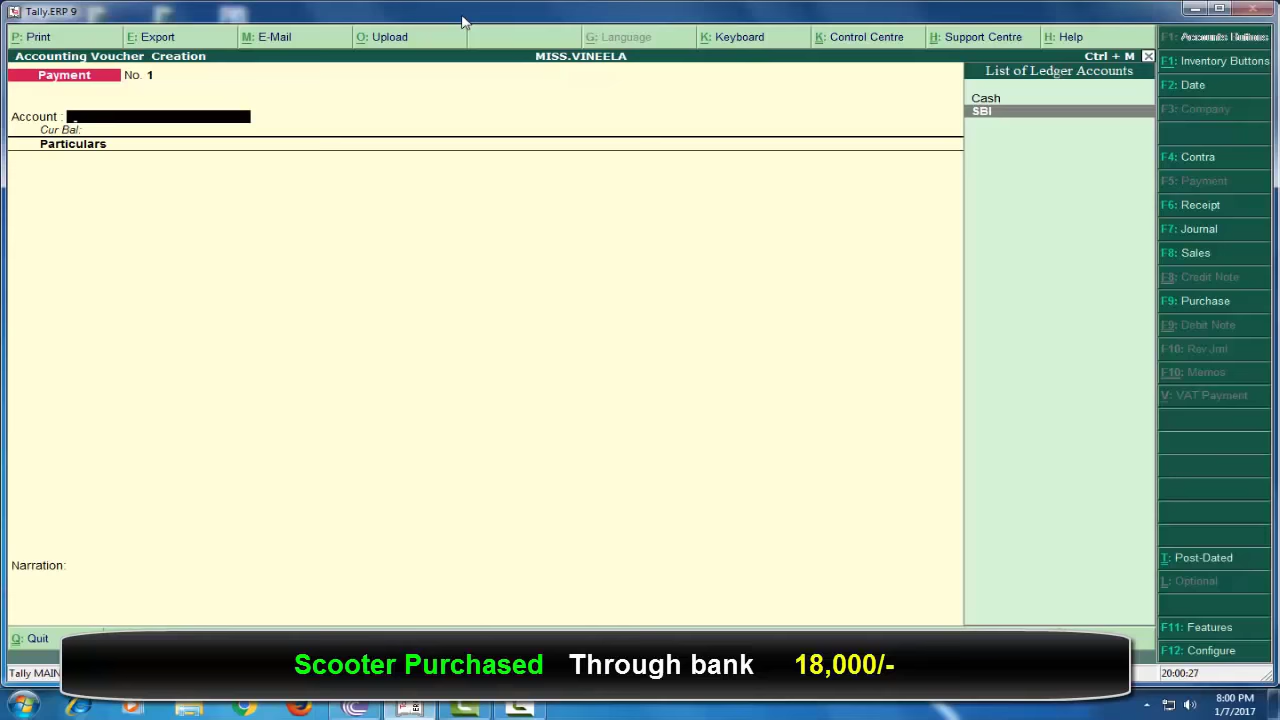 Tally.ERP 9
P: Print
E: Export
M: E-Mail
O: Upload
G: Language
K: Keyboard
K: Control Centre
H: Support Centre
H: Help
Accounting Voucher Creation
MISS.VINEELA
Ctrl + M
Payment No. 1
Account :
Cur Bal:
Particulars
Narration:
Q: Quit
List of Ledger Accounts
Cash
SBI
F1: Inventory Buttons
F2: Date
F3: Company
F4: Contra
F5: Payment
F6: Receipt
F7: Journal
F8: Sales
F8: Credit Note
F9: Purchase
F9: Debit Note
F10: Rev Jrnl
F10: Memos
V: VAT Payment
T: Post-Dated
L: Optional
F11: Features
F12: Configure
Scooter Purchased Through bank 18,000/-
Tally MAIN
20:00:27
8:00 PM
1/7/2017